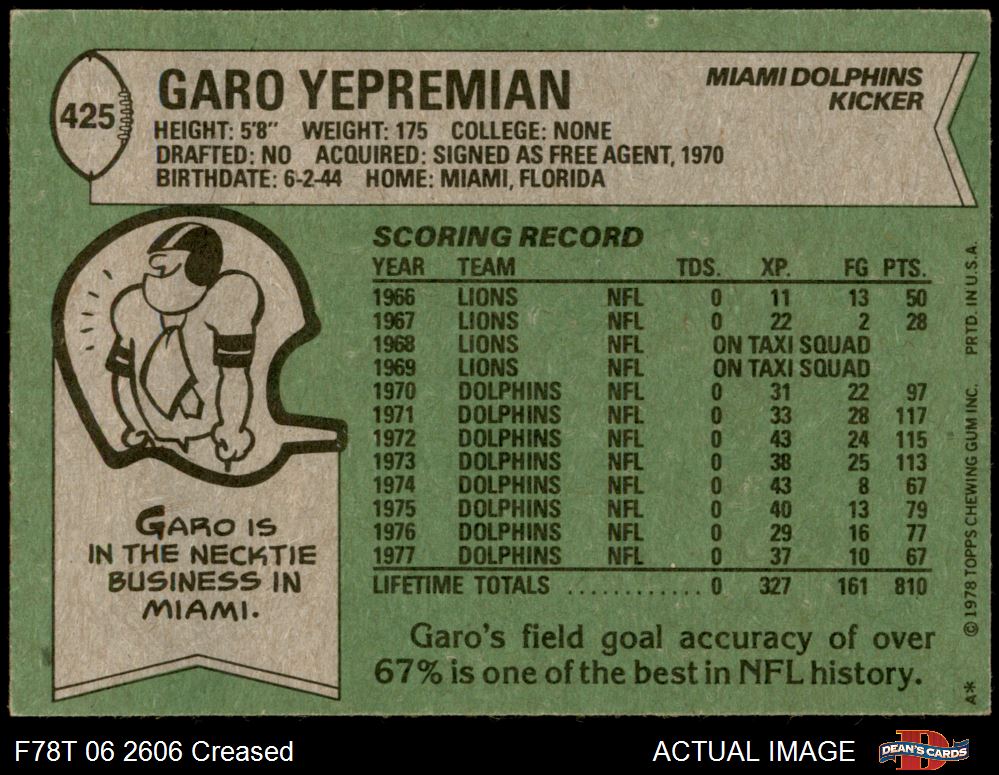 425
GARO YEPREMIAN
MIAMI DOLPHINS
KICKER
HEIGHT: 5'8" WEIGHT: 175 COLLEGE: NONE
DRAFTED: NO ACQUIRED: SIGNED AS FREE AGENT, 1970
BIRTHDATE: 6-2-44 HOME: MIAMI, FLORIDA
SCORING RECORD
YEAR TEAM TDS. XP. FG PTS.
1966 LIONS NFL 0 11 13 50
1967 LIONS NFL 0 22 2 28
1968 LIONS NFL ON TAXI SQUAD
1969 LIONS NFL ON TAXI SQUAD
1970 DOLPHINS NFL 0 31 22 97
1971 DOLPHINS NFL 0 33 28 117
1972 DOLPHINS NFL 0 43 24 115
1973 DOLPHINS NFL 0 38 25 113
1974 DOLPHINS NFL 0 43 8 67
1975 DOLPHINS NFL 0 40 13 79
1976 DOLPHINS NFL 0 29 16 77
1977 DOLPHINS NFL 0 37 10 67
LIFETIME TOTALS ............ 0 327 161 810
GARO IS
IN THE NECKTIE
BUSINESS IN
MIAMI.
Garo's field goal accuracy of over
67% is one of the best in NFL history.
A* © 1978 TOPPS CHEWING GUM INC. PRTD. IN U.S.A.
F78T 06 2606 Creased
ACTUAL IMAGE
DEAN'S CARDS